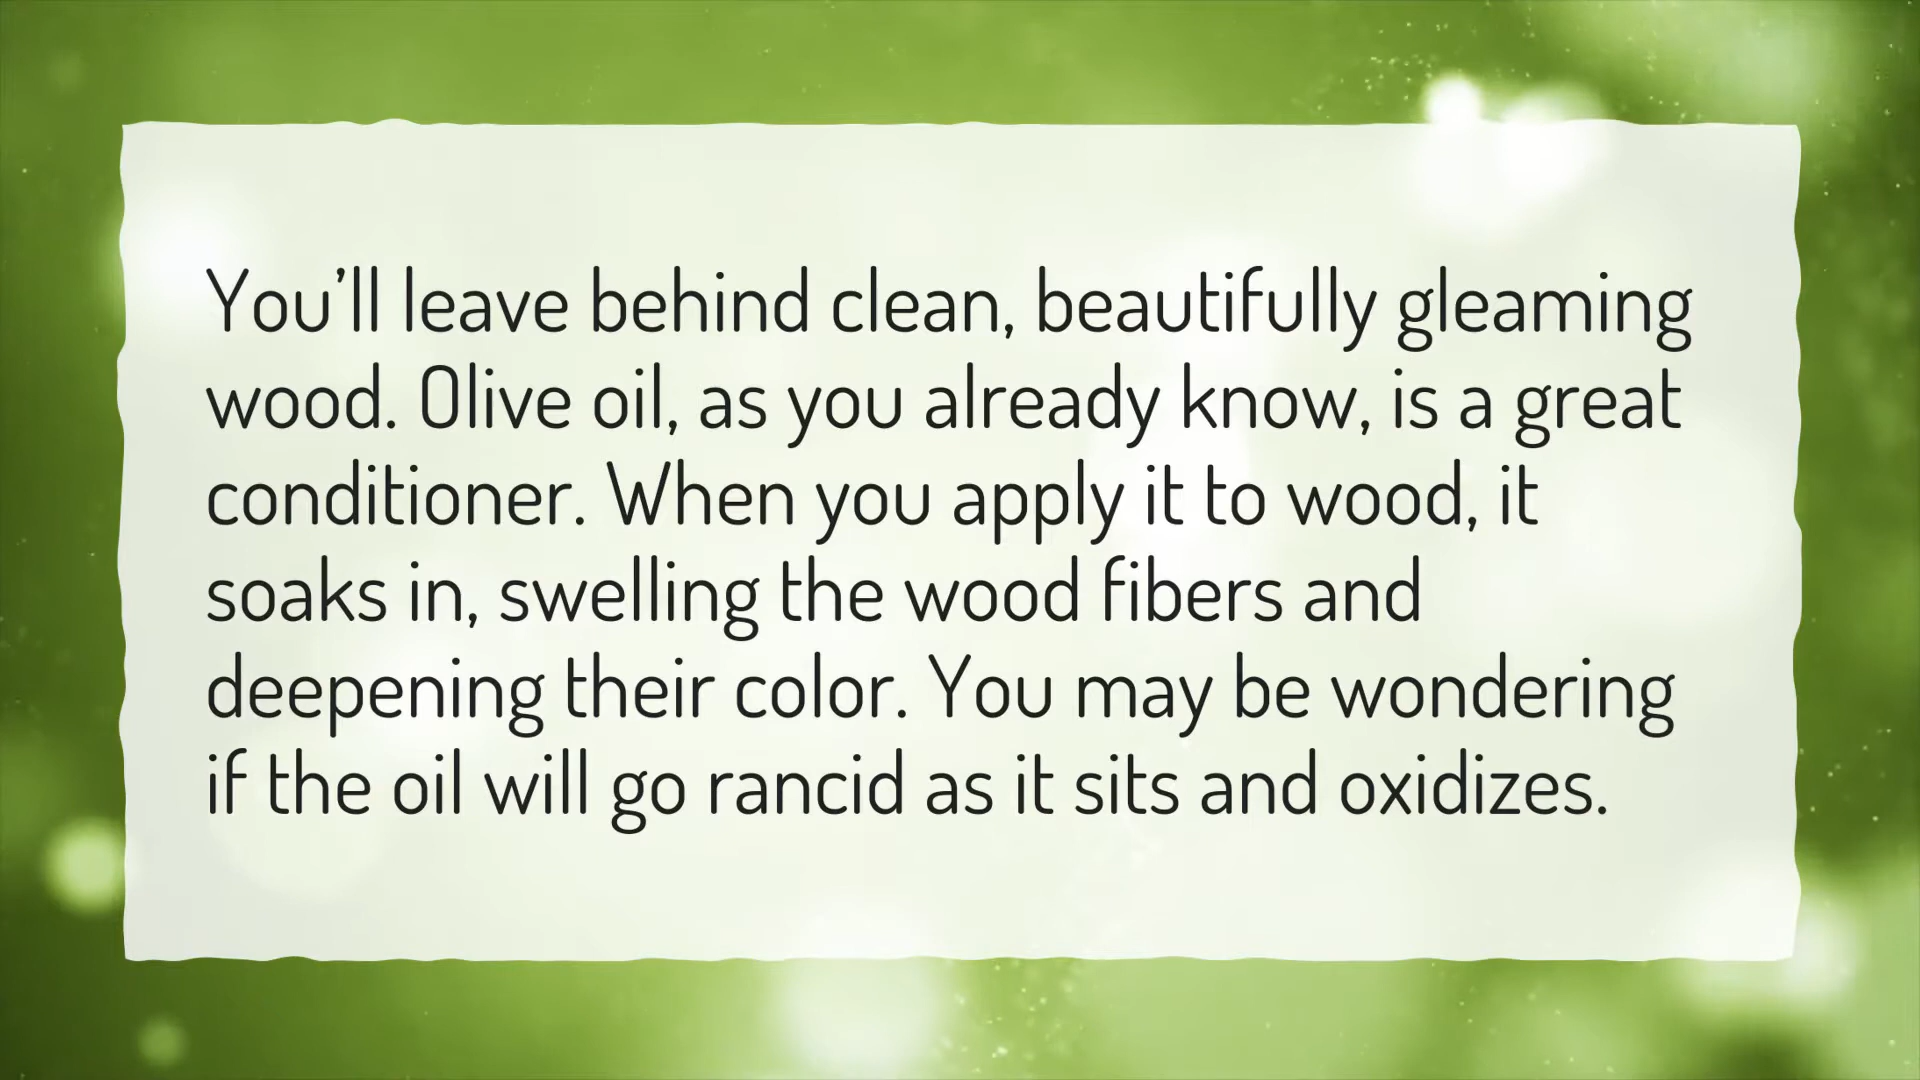 You’ll leave behind clean, beautifully gleaming
wood. Olive oil, as you already know, is a great
conditioner. When you apply it to wood, it
soaks in, swelling the wood fibers and
deepening their color. You may be wondering
if the oil will go rancid as it sits and oxidizes.